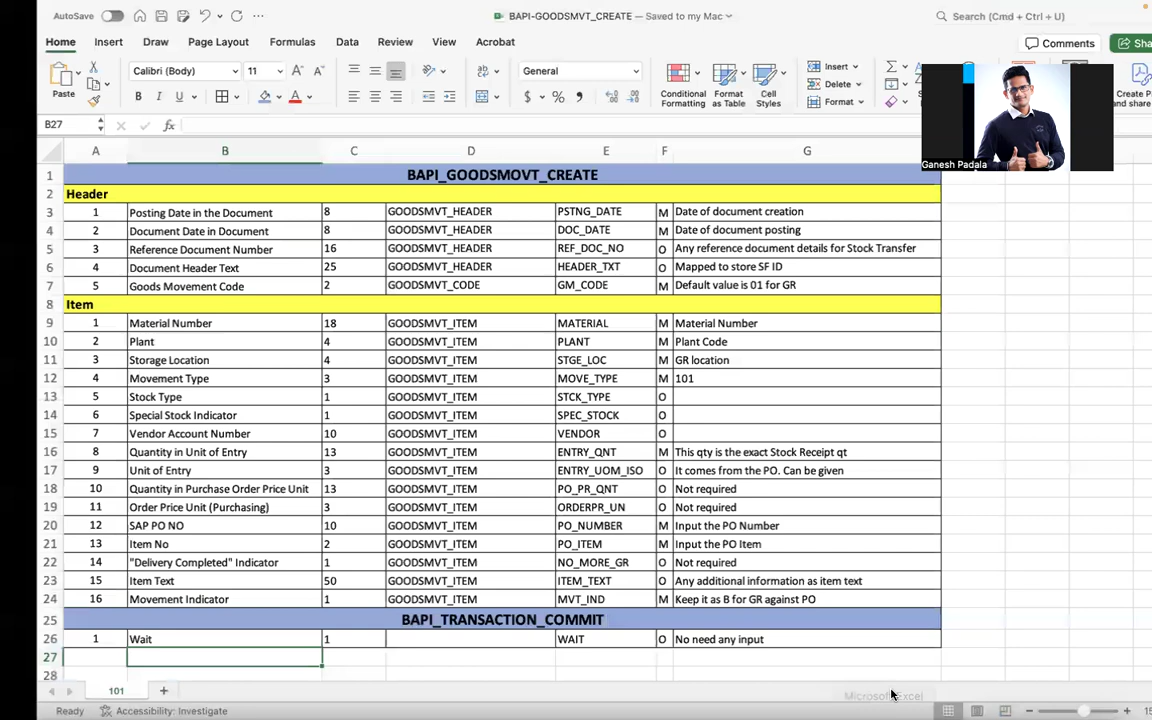 AutoSave
BAPI-GOODSMVT_CREATE — Saved to my Mac
Search (Cmd + Ctrl + U)
Home Insert Draw Page Layout Formulas Data Review View Acrobat
Comments
Paste
Calibri (Body) 11
B I U
A
General
$ % 9
Conditional Formatting
Format as Table
Cell Styles
Insert
Delete
Format
Ganesh Padala
B27
fx
A B C D E F G
1 BAPI_GOODSMOVT_CREATE
2 Header
3 1 Posting Date in the Document 8 GOODSMVT_HEADER PSTNG_DATE M Date of document creation
4 2 Document Date in Document 8 GOODSMVT_HEADER DOC_DATE M Date of document posting
5 3 Reference Document Number 16 GOODSMVT_HEADER REF_DOC_NO O Any reference document details for Stock Transfer
6 4 Document Header Text 25 GOODSMVT_HEADER HEADER_TXT O Mapped to store SF ID
7 5 Goods Movement Code 2 GOODSMVT_CODE GM_CODE M Default value is 01 for GR
8 Item
9 1 Material Number 18 GOODSMVT_ITEM MATERIAL M Material Number
10 2 Plant 4 GOODSMVT_ITEM PLANT M Plant Code
11 3 Storage Location 4 GOODSMVT_ITEM STGE_LOC M GR location
12 4 Movement Type 3 GOODSMVT_ITEM MOVE_TYPE M 101
13 5 Stock Type 1 GOODSMVT_ITEM STCK_TYPE O
14 6 Special Stock Indicator 1 GOODSMVT_ITEM SPEC_STOCK O
15 7 Vendor Account Number 10 GOODSMVT_ITEM VENDOR O
16 8 Quantity in Unit of Entry 13 GOODSMVT_ITEM ENTRY_QNT M This qty is the exact Stock Receipt qt
17 9 Unit of Entry 3 GOODSMVT_ITEM ENTRY_UOM_ISO O It comes from the PO. Can be given
18 10 Quantity in Purchase Order Price Unit 13 GOODSMVT_ITEM PO_PR_QNT O Not required
19 11 Order Price Unit (Purchasing) 3 GOODSMVT_ITEM ORDERPR_UN O Not required
20 12 SAP PO NO 10 GOODSMVT_ITEM PO_NUMBER M Input the PO Number
21 13 Item No 2 GOODSMVT_ITEM PO_ITEM M Input the PO Item
22 14 "Delivery Completed" Indicator 1 GOODSMVT_ITEM NO_MORE_GR O Not required
23 15 Item Text 50 GOODSMVT_ITEM ITEM_TEXT O Any additional information as item text
24 16 Movement Indicator 1 GOODSMVT_ITEM MVT_IND M Keep it as B for GR against PO
25 BAPI_TRANSACTION_COMMIT
26 1 Wait 1 WAIT O No need any input
27
28
101
Microsoft Excel
Ready Accessibility: Investigate